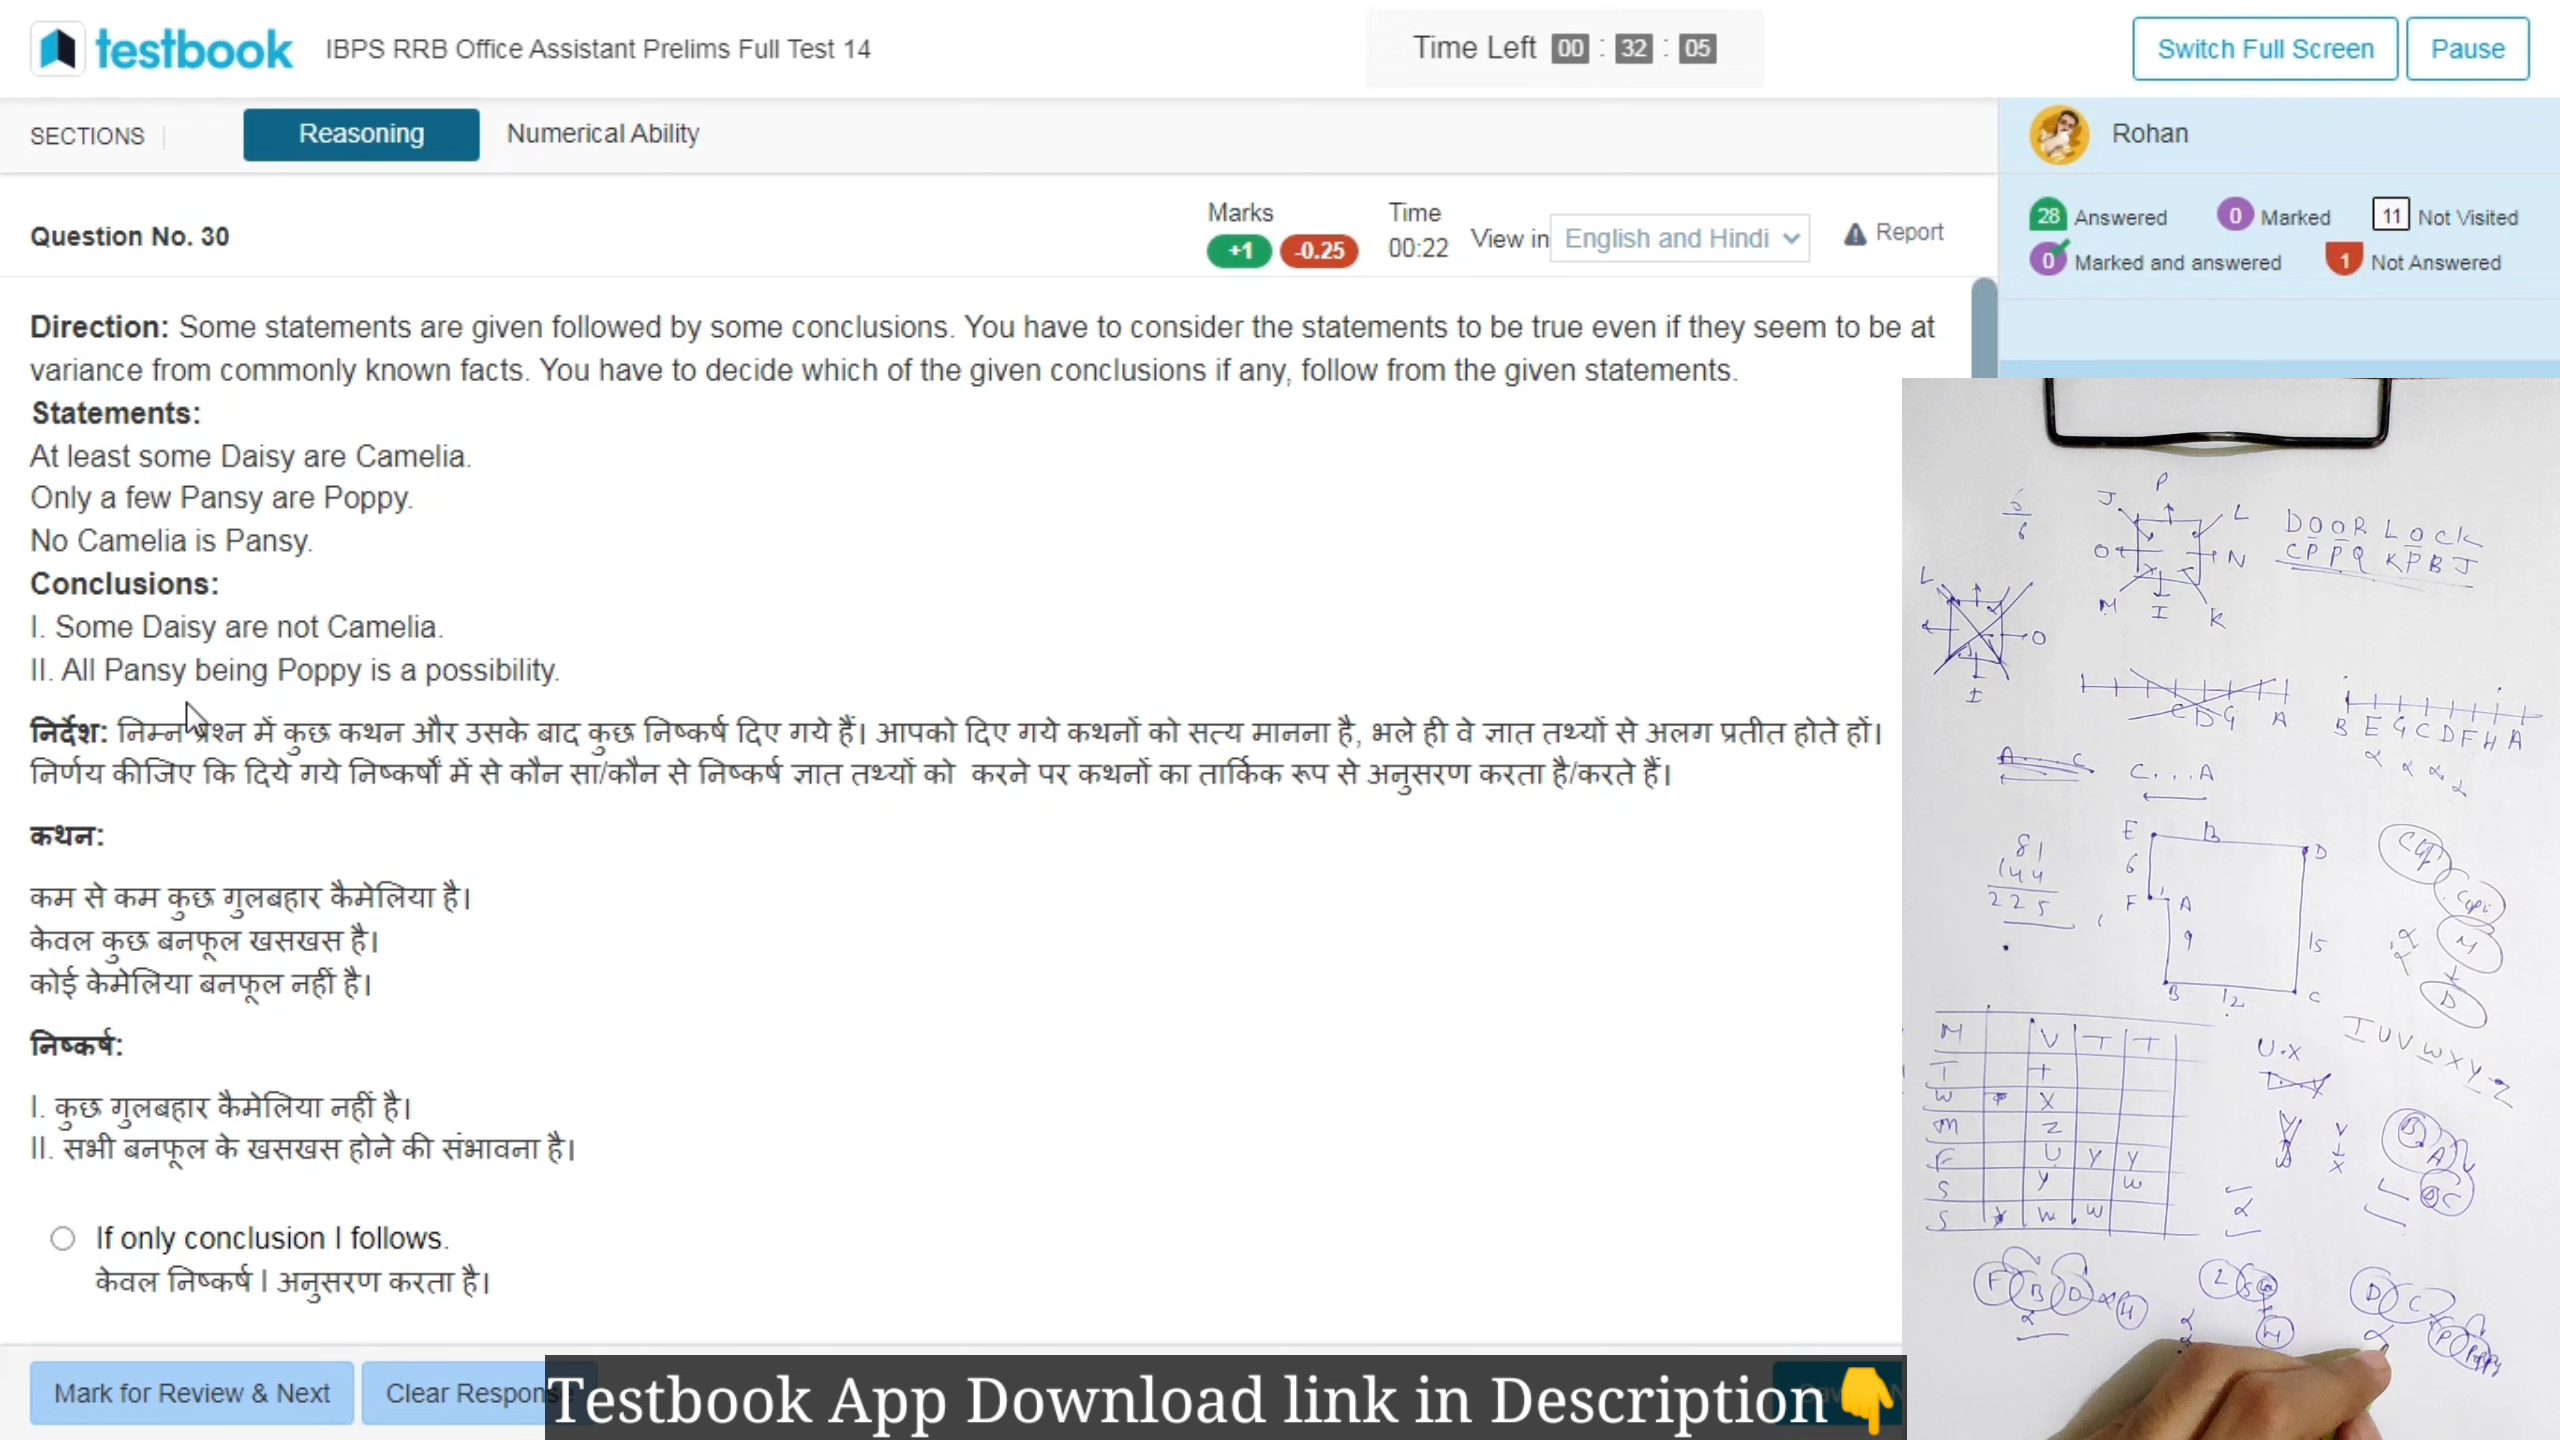 testbook IBPS RRB Office Assistant Prelims Full Test 14 Time Left 00 : 32 : 05 Switch Full Screen Pause
SECTIONS Reasoning Numerical Ability Rohan
28 Answered 0 Marked 11 Not Visited
0 Marked and answered 1 Not Answered
Question No. 30 Marks +1 -0.25 Time 00:22 View in English and Hindi Report
Direction: Some statements are given followed by some conclusions. You have to consider the statements to be true even if they seem to be at
variance from commonly known facts. You have to decide which of the given conclusions if any, follow from the given statements.
Statements:
At least some Daisy are Camelia.
Only a few Pansy are Poppy.
No Camelia is Pansy.
Conclusions:
I. Some Daisy are not Camelia.
II. All Pansy being Poppy is a possibility.
निर्देश: निम्न प्रश्न में कुछ कथन और उसके बाद कुछ निष्कर्ष दिए गये हैं। आपको दिए गये कथनों को सत्य मानना है, भले ही वे ज्ञात तथ्यों से अलग प्रतीत होते हों।
निर्णय कीजिए कि दिये गये निष्कर्षों में से कौन सा/कौन से निष्कर्ष ज्ञात तथ्यों को करने पर कथनों का तार्किक रूप से अनुसरण करता है/करते हैं।
कथन:
कम से कम कुछ गुलबहार कैमेलिया है।
केवल कुछ बनफूल खसखस है।
कोई केमेलिया बनफूल नहीं है।
निष्कर्ष:
I. कुछ गुलबहार कैमेलिया नहीं है।
II. सभी बनफूल के खसखस होने की संभावना है।
If only conclusion I follows.
केवल निष्कर्ष I अनुसरण करता है।
Mark for Review & Next Clear Respons
Testbook App Download link in Description
P
J L
O N
M I K
DOOR LOCK
CPPQ KPBJ
L
O
I
C D G A
B E G C D F H A
A....C
C...A
E B D
6
F A
9
15
B 12 C
81
144
225
M
D
I U V W X Y Z
U.X
M V T T
T +
W X
M Z
F U Y Y
S Y W
S W W
V
I
X
B
A
C
F B D H
D C
P Poppy